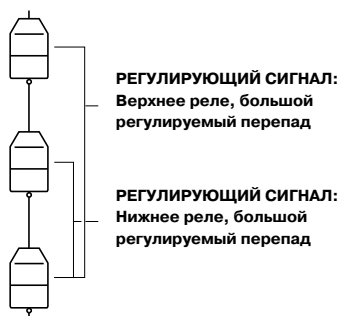 РЕГУЛИРУЮЩИЙ СИГНАЛ:
Верхнее реле, большой
регулируемый перепад
РЕГУЛИРУЮЩИЙ СИГНАЛ:
Нижнее реле, большой
регулируемый перепад